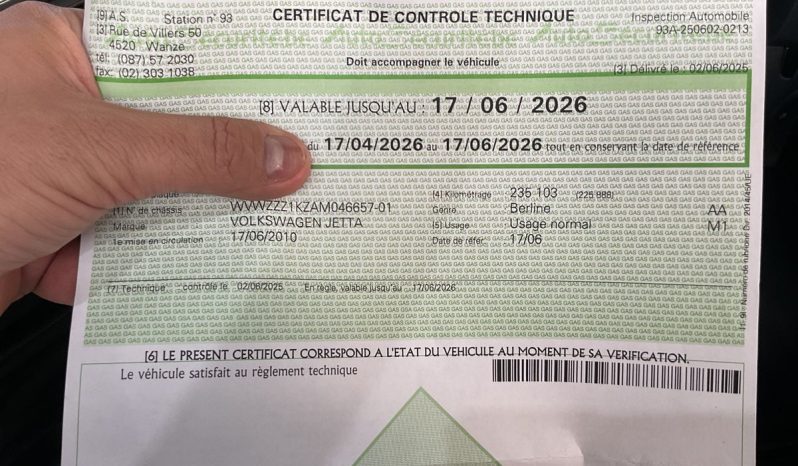 [9] A.S. Station n° 93 CERTIFICAT DE CONTROLE TECHNIQUE Inspection Automobile
[3] Rue de Villers 50 93A-250602-0213
4520 Wanze
tél: (087) 57 2030 Doit accompagner le véhicule
fax: (02) 303 1038 [3] Délivré le : 02/06/2025
[8] VALABLE JUSQU'AU : 17 / 06 / 2026
du 17/04/2026 au 17/06/2026 tout en conservant la date de référence
[4] Kilométrage 235 103
[1] N° de châssis WVWZZZ1KZAM046657-01 Genre Berline AA
Marque VOLKSWAGEN JETTA [5] Usage Usage normal M1
1e mise en circulation 17/06/2010 Date de réfer. 17/06
[7] Technique - contrôlé le 02/06/2025 En règle, valable jusqu'au 17/06/2026
[6] LE PRESENT CERTIFICAT CORRESPOND A L'ETAT DU VEHICULE AU MOMENT DE SA VERIFICATION.
Le véhicule satisfait au règlement technique